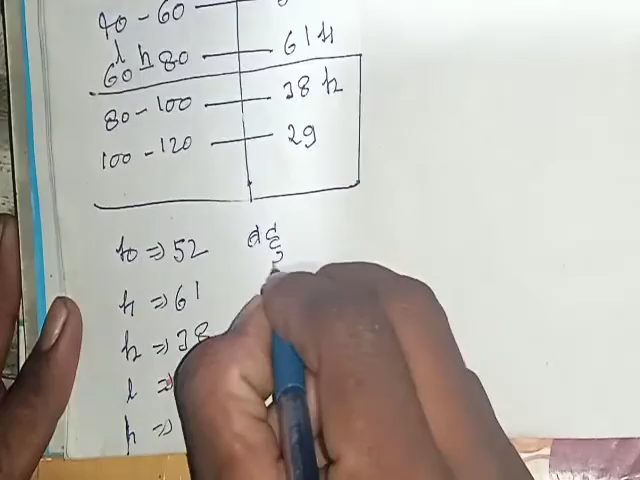 40-60
l h
60 80 61 f1
80-100 38 f2
100-120 29
f0 ⇒ 52
f1 ⇒ 61
f2 ⇒ 38
l ⇒
h ⇒